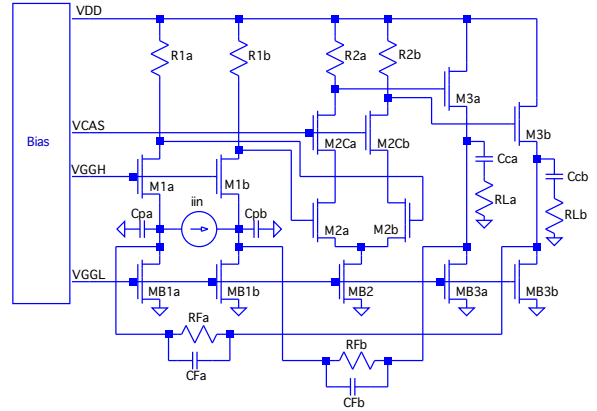 VDD
R1a R1b R2a R2b
M3a
VCAS M3b
Bias M2Ca M2Cb
VGGH Cca Ccb
M1a M1b iin RLa
Cpa Cpb M2a M2b RLb
VGGL
MB1a MB1b MB2 MB3a MB3b
RFa
RFb
CFa
CFb